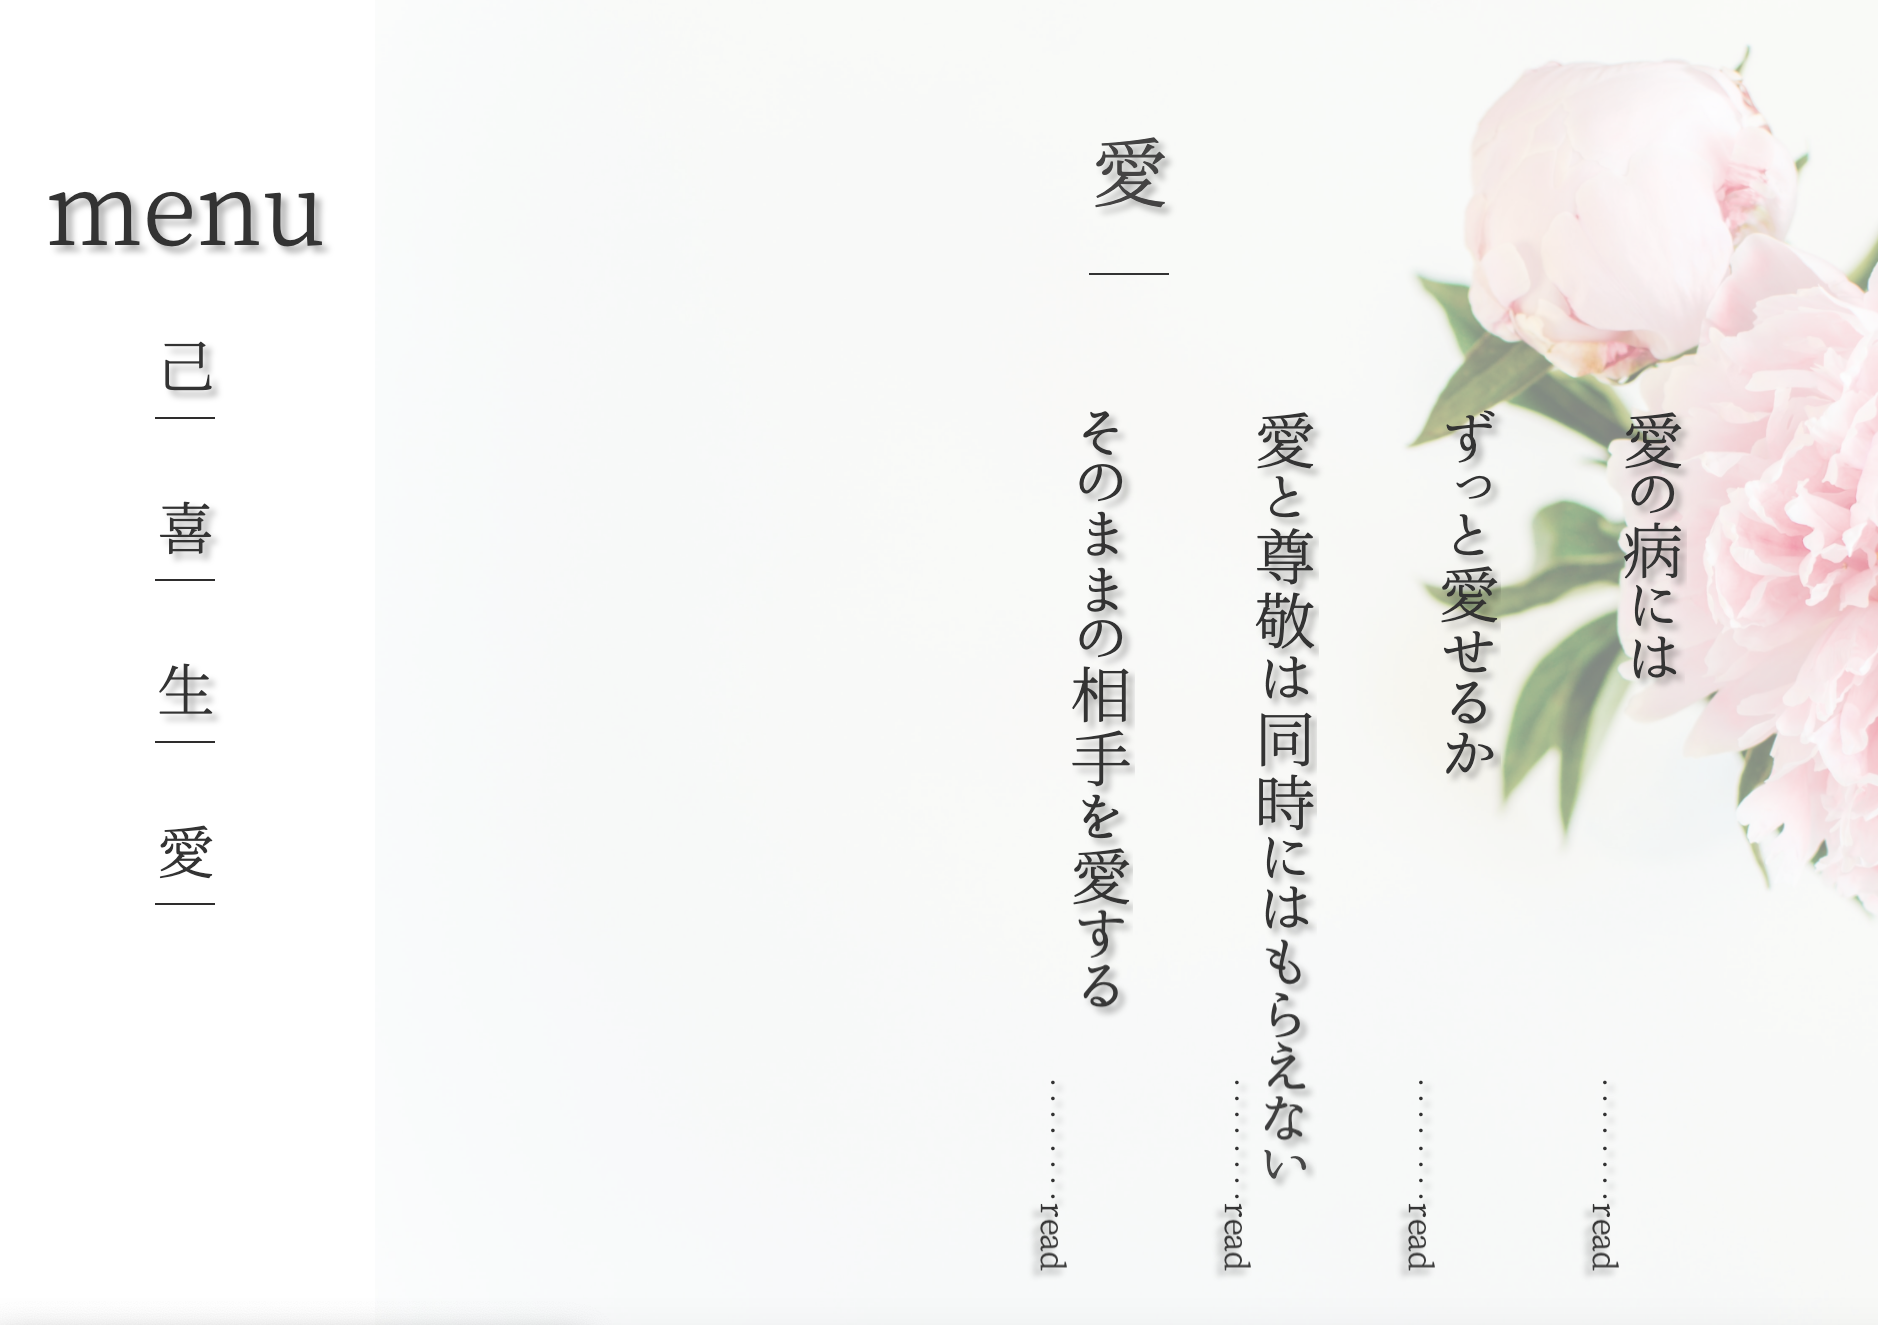 menu
己
喜
生
愛
愛
愛の病には
..........read
ずっと愛せるか
..........read
愛と尊敬は同時にはもらえない
..........read
そのままの相手を愛する
..........read